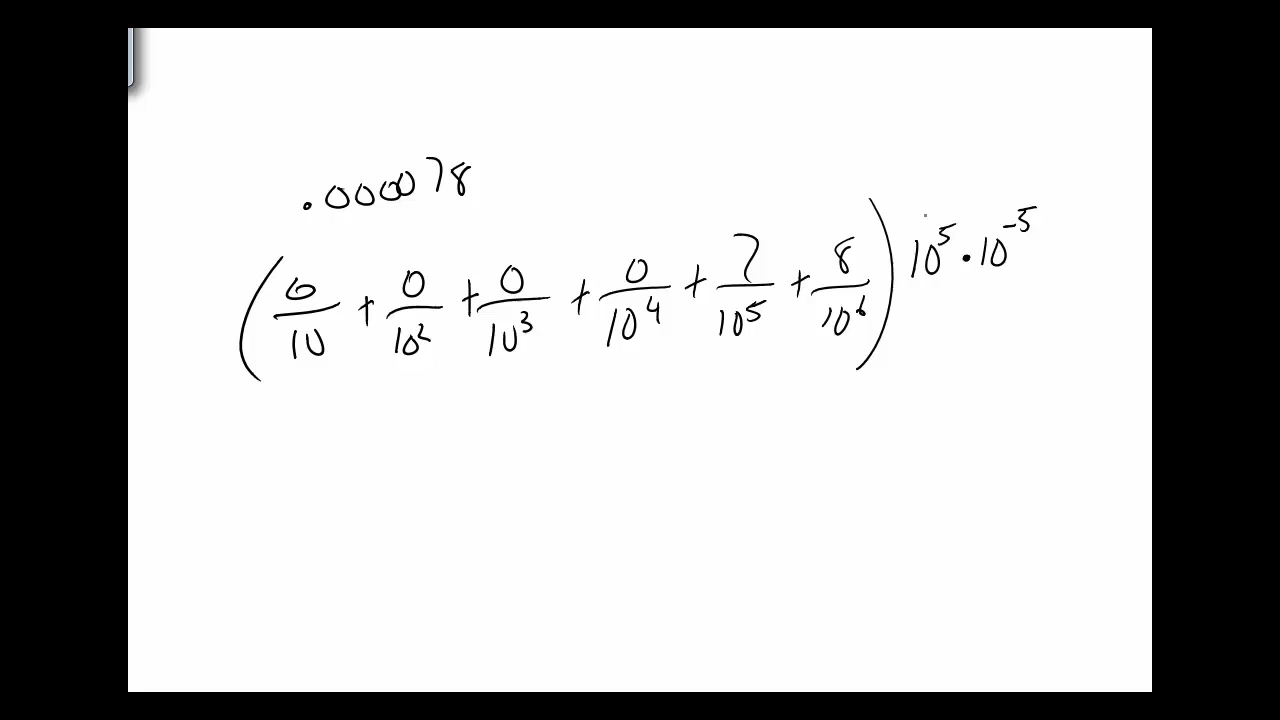 .000078
(0/10 + 0/10² + 0/10³ + 0/10⁴ + 7/10⁵ + 8/10⁶) 10⁵ · 10⁻⁵